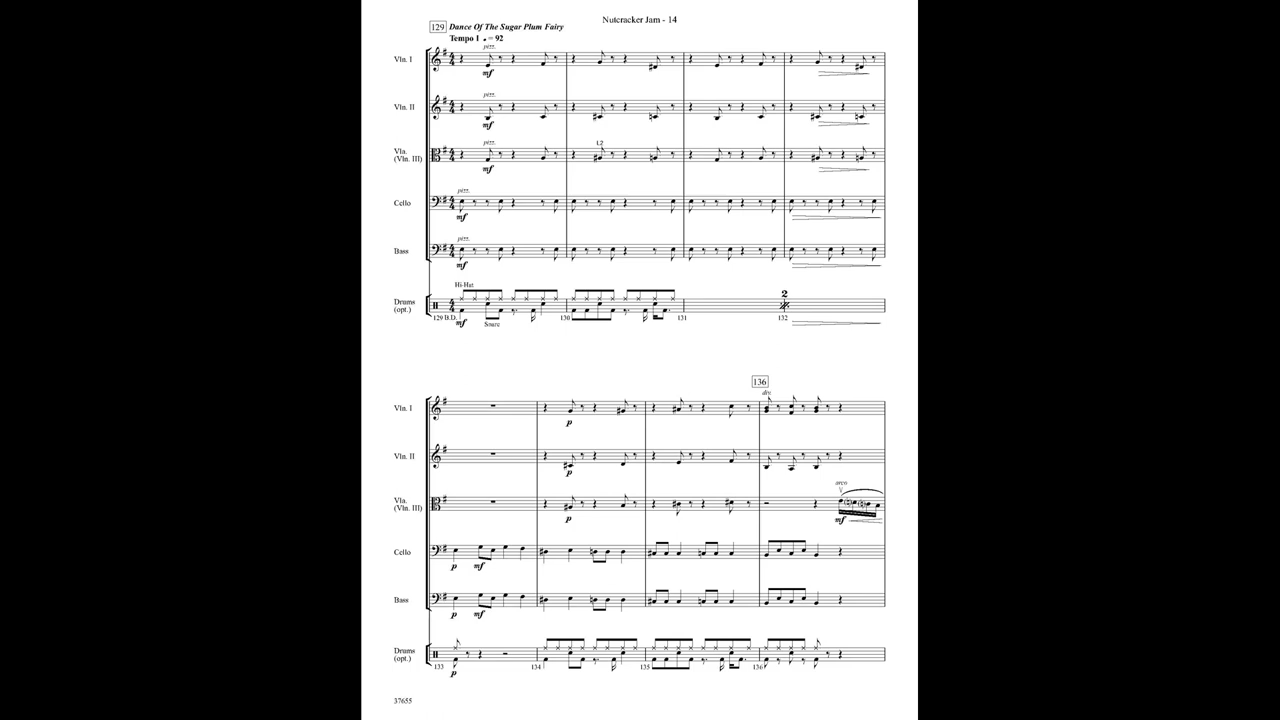 Nutcracker Jam - 14
129 Dance Of The Sugar Plum Fairy
Tempo I ♩ = 92
pizz.
Vln. I
mf
pizz.
Vln. II
mf
pizz.
L2
Vla.
(Vln. III)
mf
pizz.
Cello
mf
pizz.
Bass
mf
Hi-Hat
2
Drums
(opt.)
129 B.D. 130 131 132
mf Snare
136
div.
Vln. I
p
Vln. II
p
arco
Vla.
(Vln. III)
p mf
Cello
p mf
Bass
p mf
Drums
(opt.)
133 134 135 136
p
37655